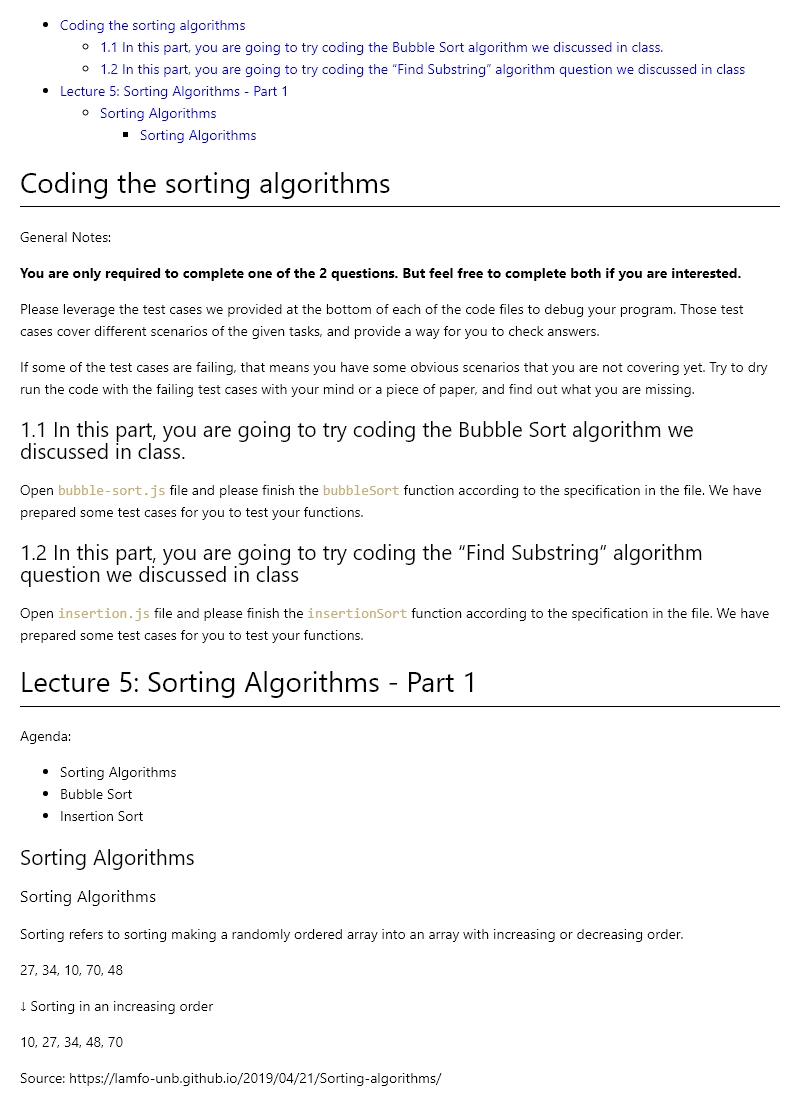 Coding the sorting algorithms
1.1 In this part, you are going to try coding the Bubble Sort algorithm we discussed in class.
1.2 In this part, you are going to try coding the “Find Substring” algorithm question we discussed in class
Lecture 5: Sorting Algorithms - Part 1
Sorting Algorithms
Sorting Algorithms
Coding the sorting algorithms
General Notes:
You are only required to complete one of the 2 questions. But feel free to complete both if you are interested.
Please leverage the test cases we provided at the bottom of each of the code files to debug your program. Those test
cases cover different scenarios of the given tasks, and provide a way for you to check answers.
If some of the test cases are failing, that means you have some obvious scenarios that you are not covering yet. Try to dry
run the code with the failing test cases with your mind or a piece of paper, and find out what you are missing.
1.1 In this part, you are going to try coding the Bubble Sort algorithm we
discussed in class.
Open bubble-sort.js file and please finish the bubbleSort function according to the specification in the file. We have
prepared some test cases for you to test your functions.
1.2 In this part, you are going to try coding the “Find Substring” algorithm
question we discussed in class
Open insertion.js file and please finish the insertionSort function according to the specification in the file. We have
prepared some test cases for you to test your functions.
Lecture 5: Sorting Algorithms - Part 1
Agenda:
Sorting Algorithms
Bubble Sort
Insertion Sort
Sorting Algorithms
Sorting Algorithms
Sorting refers to sorting making a randomly ordered array into an array with increasing or decreasing order.
27, 34, 10, 70, 48
↓ Sorting in an increasing order
10, 27, 34, 48, 70
Source: https://lamfo-unb.github.io/2019/04/21/Sorting-algorithms/